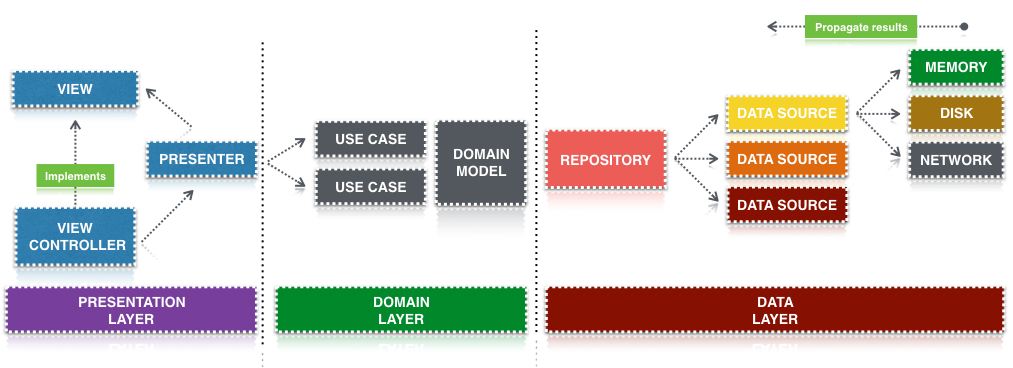 Propagate results
VIEW
MEMORY
DATA SOURCE
DISK
USE CASE
PRESENTER
DOMAIN
MODEL
REPOSITORY
DATA SOURCE
NETWORK
Implements
USE CASE
DATA SOURCE
VIEW
CONTROLLER
PRESENTATION
LAYER
DOMAIN
LAYER
DATA
LAYER